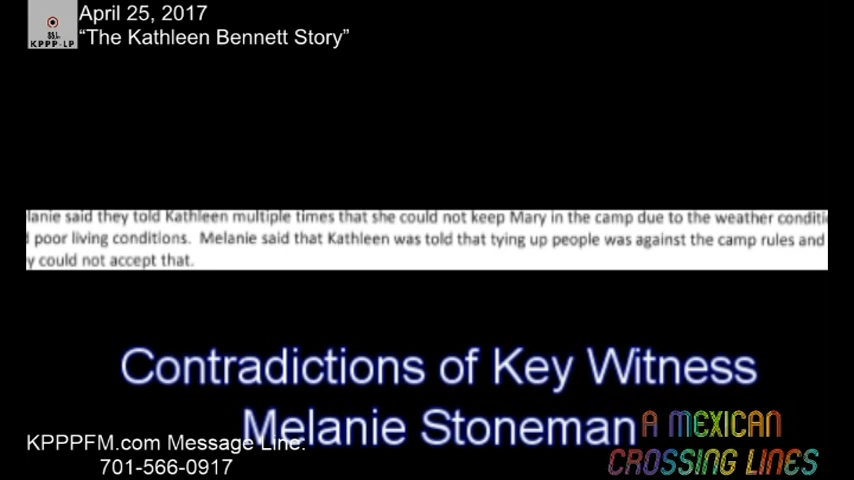 April 25, 2017
“The Kathleen Bennett Story”
KPPP-LP
lanie said they told Kathleen multiple times that she could not keep Mary in the camp due to the weather conditi
poor living conditions. Melanie said that Kathleen was told that tying up people was against the camp rules and
y could not accept that.
Contradictions of Key Witness
Melanie Stoneman
A MEXICAN
CROSSING LINES
KPPPFM.com Message Line:
701-566-0917